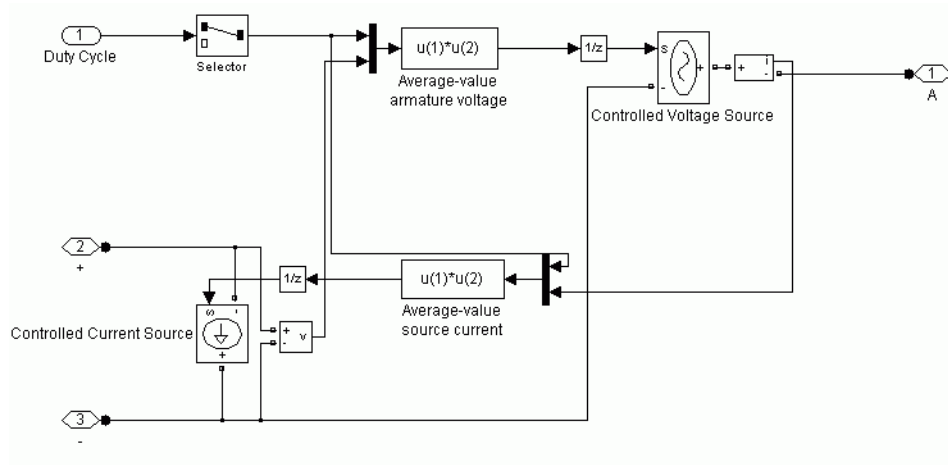 1
Duty Cycle
Selector
u(1)*u(2)
Average-value
armature voltage
1/z
s
+
-
Controlled Voltage Source
+
i
-
1
A
2
+
1/z
u(1)*u(2)
Average-value
source current
s
-
+
Controlled Current Source
+
-
v
3
-